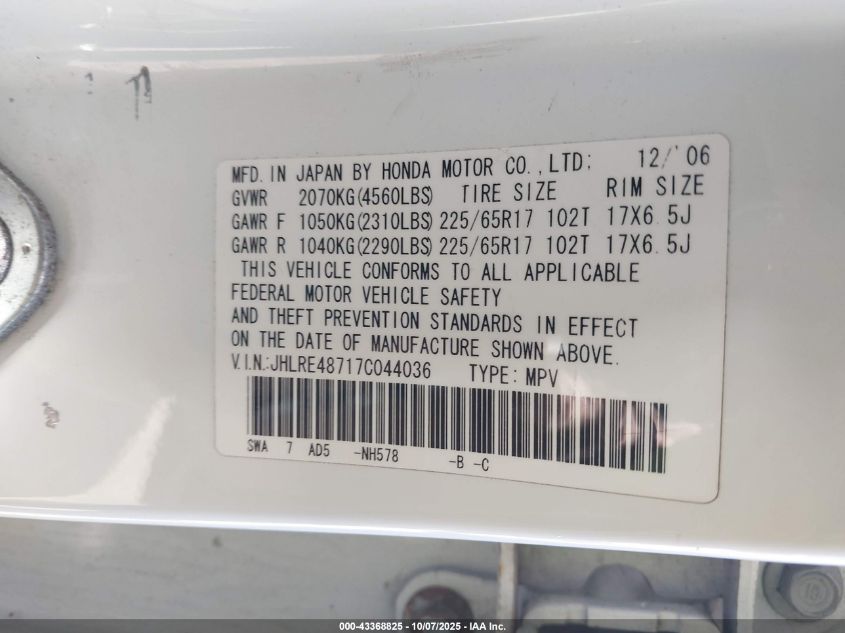 MFD. IN JAPAN BY HONDA MOTOR CO., LTD: 12/'06
GVWR 2070KG(4560LBS) TIRE SIZE RIM SIZE
GAWR F 1050KG(2310LBS) 225/65R17 102T 17X6.5J
GAWR R 1040KG(2290LBS) 225/65R17 102T 17X6.5J
THIS VEHICLE CONFORMS TO ALL APPLICABLE
FEDERAL MOTOR VEHICLE SAFETY
AND THEFT PREVENTION STANDARDS IN EFFECT
ON THE DATE OF MANUFACTURE SHOWN ABOVE.
V.I.N.:JHLRE48717C044036 TYPE: MPV
SWA 7 AD5 -NH578 -B -C
000-43368825 - 10/07/2025 - IAA Inc.